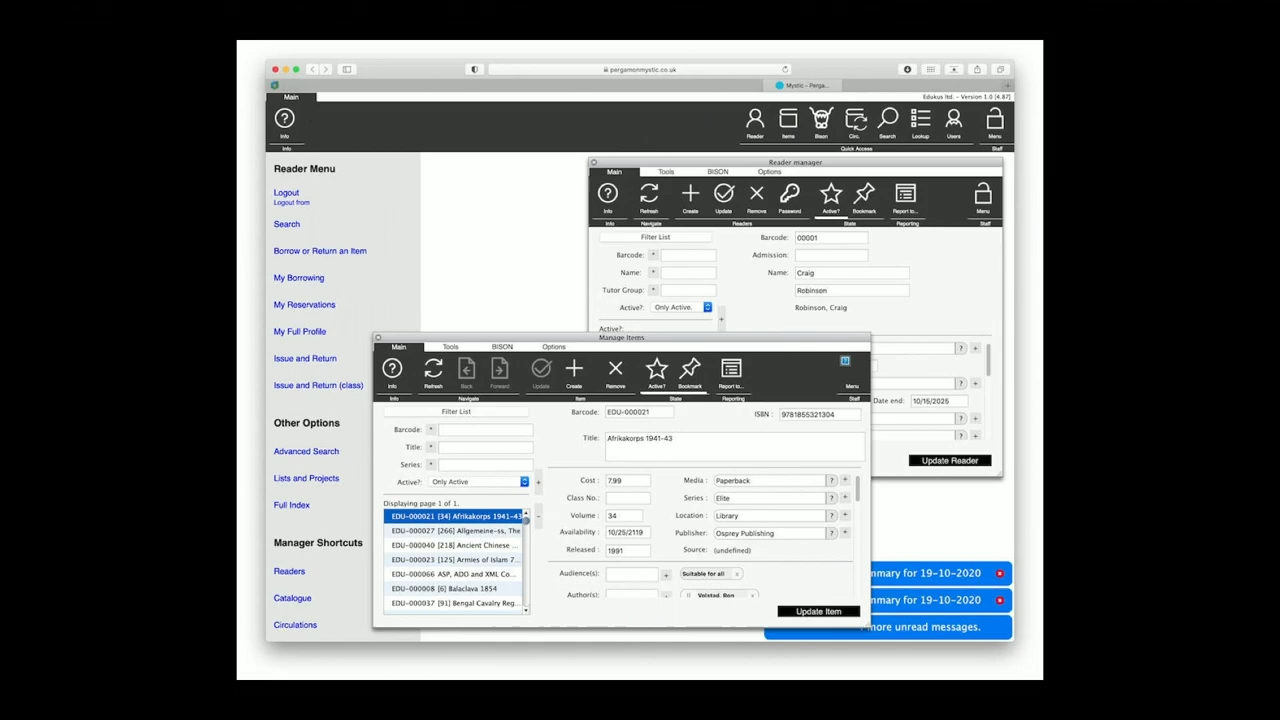 pergamonmystic.co.uk
Mystic - Perga...
Main
Edukus ltd. - Version 1.0 [4.87]
Info
Reader
Items
Bison
Circ.
Search
Lookup
Users
Menu
Info
Quick Access
Staff
Reader Menu
Logout
Logout from
Search
Borrow or Return an Item
My Borrowing
My Reservations
My Full Profile
Issue and Return
Issue and Return (class)
Other Options
Advanced Search
Lists and Projects
Full Index
Manager Shortcuts
Readers
Catalogue
Circulations
Reader manager
Main Tools BISON Options
Info
Refresh
Create
Update
Remove
Password
Active?
Bookmark
Report to...
Menu
Info
Navigate
Readers
State
Reporting
Staff
Filter List
Barcode: *
Name: *
Tutor Group: *
Active?: Only Active.
+
Active?:
Barcode: 00001
Admission:
Name: Craig
Robinson
Robinson, Craig
? +
? +
Date end: 10/15/2025
? +
? +
Update Reader
Manage Items
Main Tools BISON Options
Info
Refresh
Back
Forward
Update
Create
Remove
Active?
Bookmark
Report to...
Menu
Info
Navigate
Item
State
Reporting
Staff
Filter List
Barcode: *
Title: *
Series: *
Active?: Only Active
+
Displaying page 1 of 1.
EDU-000021 [34] Afrikakorps 1941-43
EDU-000027 [266] Allgemeine-ss, The
EDU-000040 [218] Ancient Chinese ...
EDU-000023 [125] Armies of Islam 7...
EDU-000066 ASP, ADO and XML Co...
EDU-000008 [6] Balaclava 1854
EDU-000037 [91] Bengal Cavalry Reg...
-
Barcode: EDU-000021
ISBN : 9781855321304
Title: Afrikakorps 1941-43
Cost : 7.99
Class No.:
Volume : 34
Availability : 10/25/2119
Released : 1991
Media : Paperback ? +
Series : Elite ? +
Location : Library ? +
Publisher: Osprey Publishing ? +
Source: (undefined)
Audience(s): + Suitable for all x
Author(s): + Volstad, Ron x
Update Item
mmary for 19-10-2020
mmary for 19-10-2020
more unread messages.